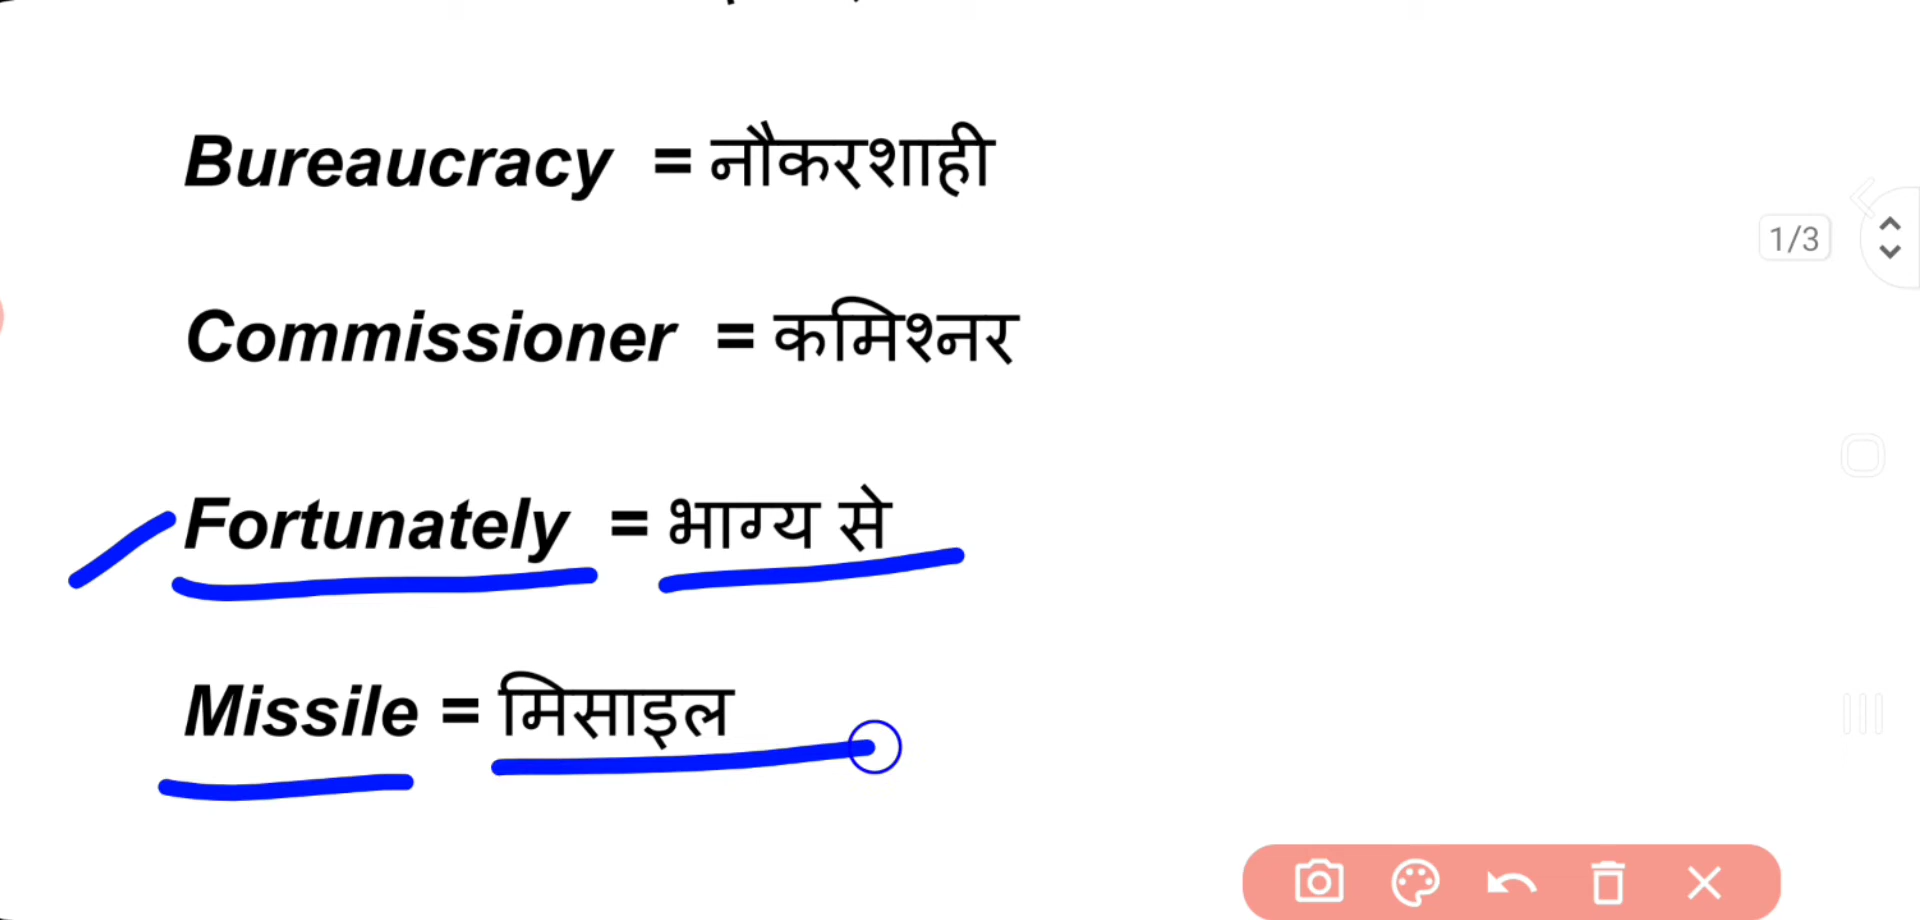 Bureaucracy = नौकरशाही
1/3
Commissioner = कमिश्नर
Fortunately = भाग्य से
Missile = मिसाइल